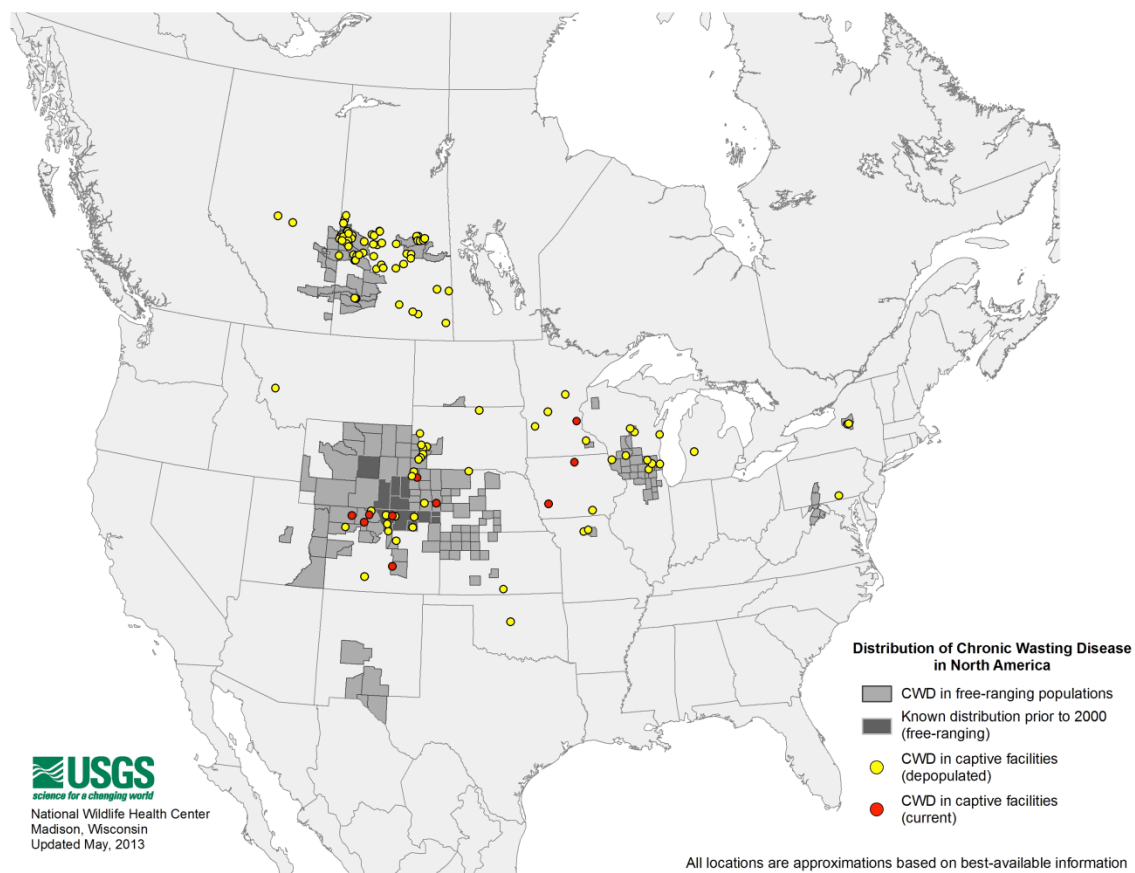 Distribution of Chronic Wasting Disease
in North America
CWD in free-ranging populations
Known distribution prior to 2000
(free-ranging)
CWD in captive facilities
(depopulated)
CWD in captive facilities
(current)
USGS
science for a changing world
National Wildlife Health Center
Madison, Wisconsin
Updated May, 2013
All locations are approximations based on best-available information